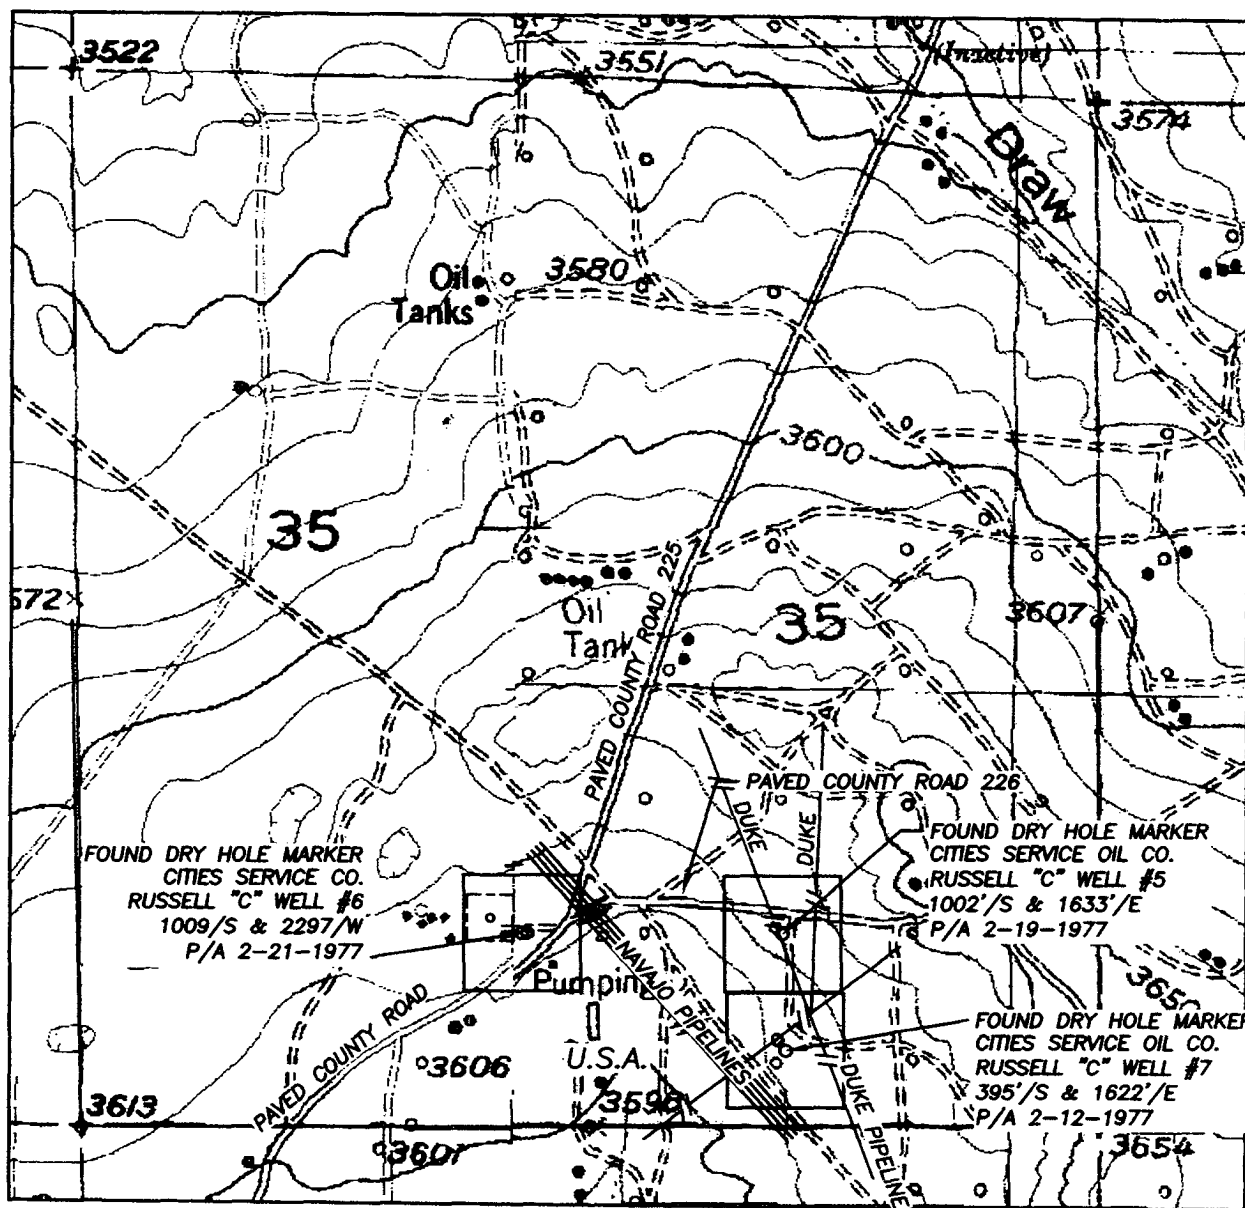 3522
3551
(Inactive)
3574
Draw
Oil
Tanks
3580
3600
35
PAVED COUNTY ROAD 225
572
Oil
Tank
35
3607
PAVED COUNTY ROAD 226
DUKE
DUKE
FOUND DRY HOLE MARKER
CITIES SERVICE CO.
RUSSELL "C" WELL #6
1009/S & 2297/W
P/A 2-21-1977
FOUND DRY HOLE MARKER
CITIES SERVICE OIL CO.
RUSSELL "C" WELL #5
1002'/S & 1633'/E
P/A 2-19-1977
NAVAJO PIPELINES
Pumping
3650
PAVED COUNTY ROAD
U.S.A.
3606
FOUND DRY HOLE MARKER
CITIES SERVICE OIL CO.
RUSSELL "C" WELL #7
395'/S & 1622'/E
P/A 2-12-1977
DUKE PIPELINE
3613
3601
3654